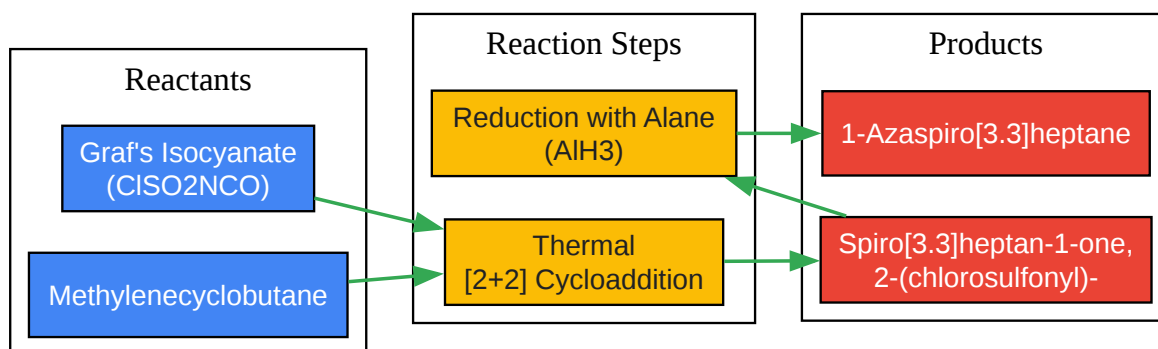 Reactants
Graf's Isocyanate
(ClSO2NCO)
Methylenecyclobutane
Reaction Steps
Reduction with Alane
(AlH3)
Thermal
[2+2] Cycloaddition
Products
1-Azaspiro[3.3]heptane
Spiro[3.3]heptan-1-one,
2-(chlorosulfonyl)-